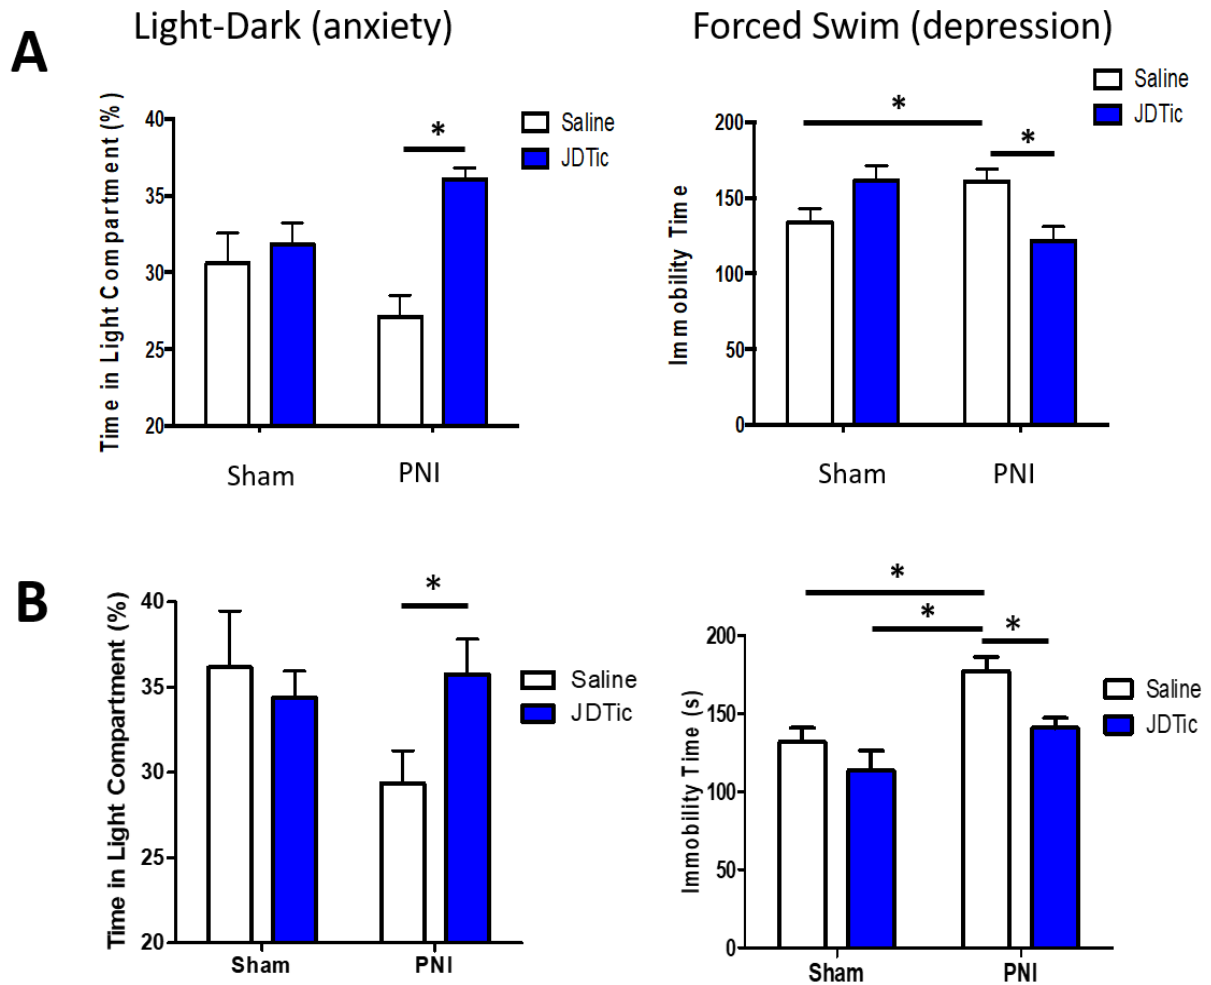 Light-Dark (anxiety)
Forced Swim (depression)
A
Time in Light Compartment (%)
40
35
30
25
20
*
Saline
JDTic
Sham
PNI
Immobility Time
200
150
100
50
0
*
*
Saline
JDTic
Sham
PNI
B
Time in Light Compartment (%)
40
35
30
25
20
*
Saline
JDTic
Sham
PNI
Immobility Time (s)
200
150
100
50
0
*
*
*
Saline
JDTic
Sham
PNI